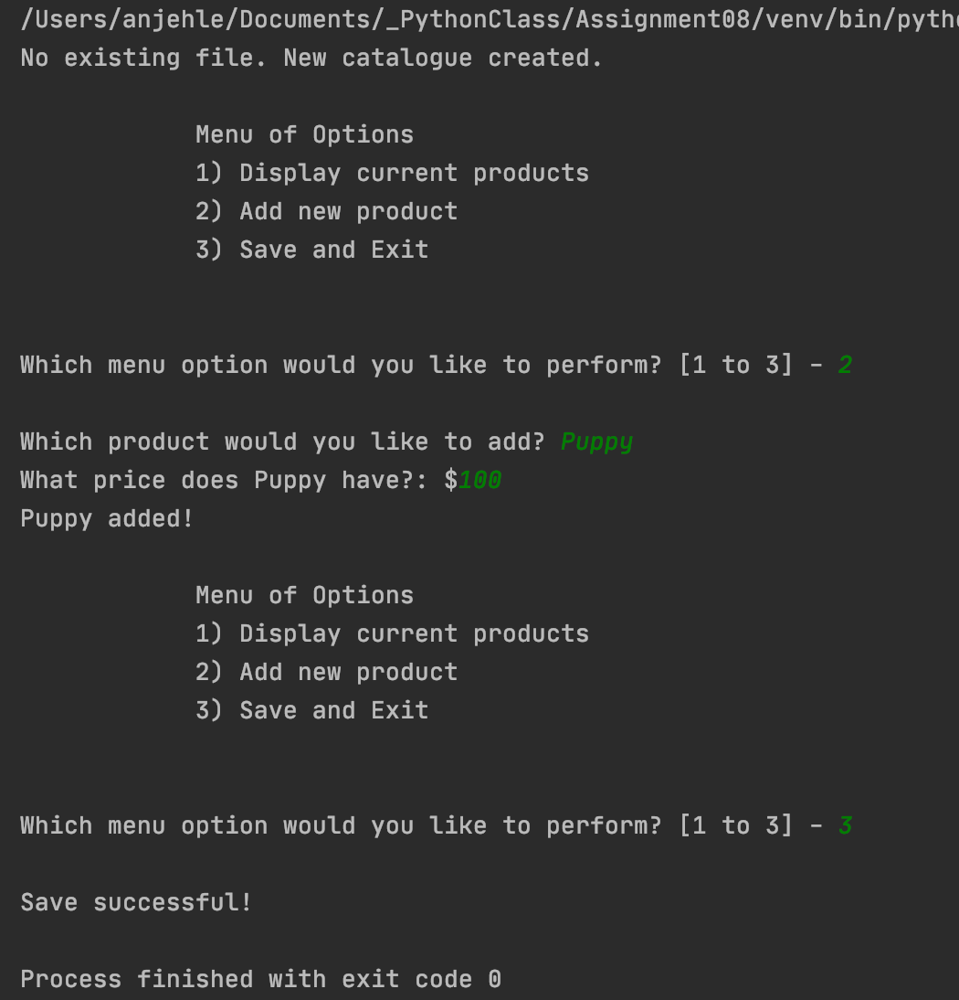 /Users/anjehle/Documents/_PythonClass/Assignment08/venv/bin/pytho
No existing file. New catalogue created.
Menu of Options
1) Display current products
2) Add new product
3) Save and Exit
Which menu option would you like to perform? [1 to 3] - 2
Which product would you like to add? Puppy
What price does Puppy have?: $100
Puppy added!
Menu of Options
1) Display current products
2) Add new product
3) Save and Exit
Which menu option would you like to perform? [1 to 3] - 3
Save successful!
Process finished with exit code 0